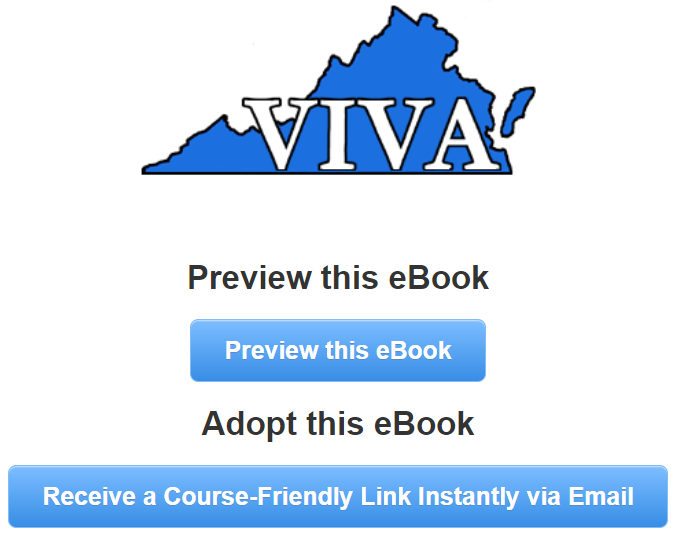 VIVA
Preview this eBook
Preview this eBook
Adopt this eBook
Receive a Course-Friendly Link Instantly via Email